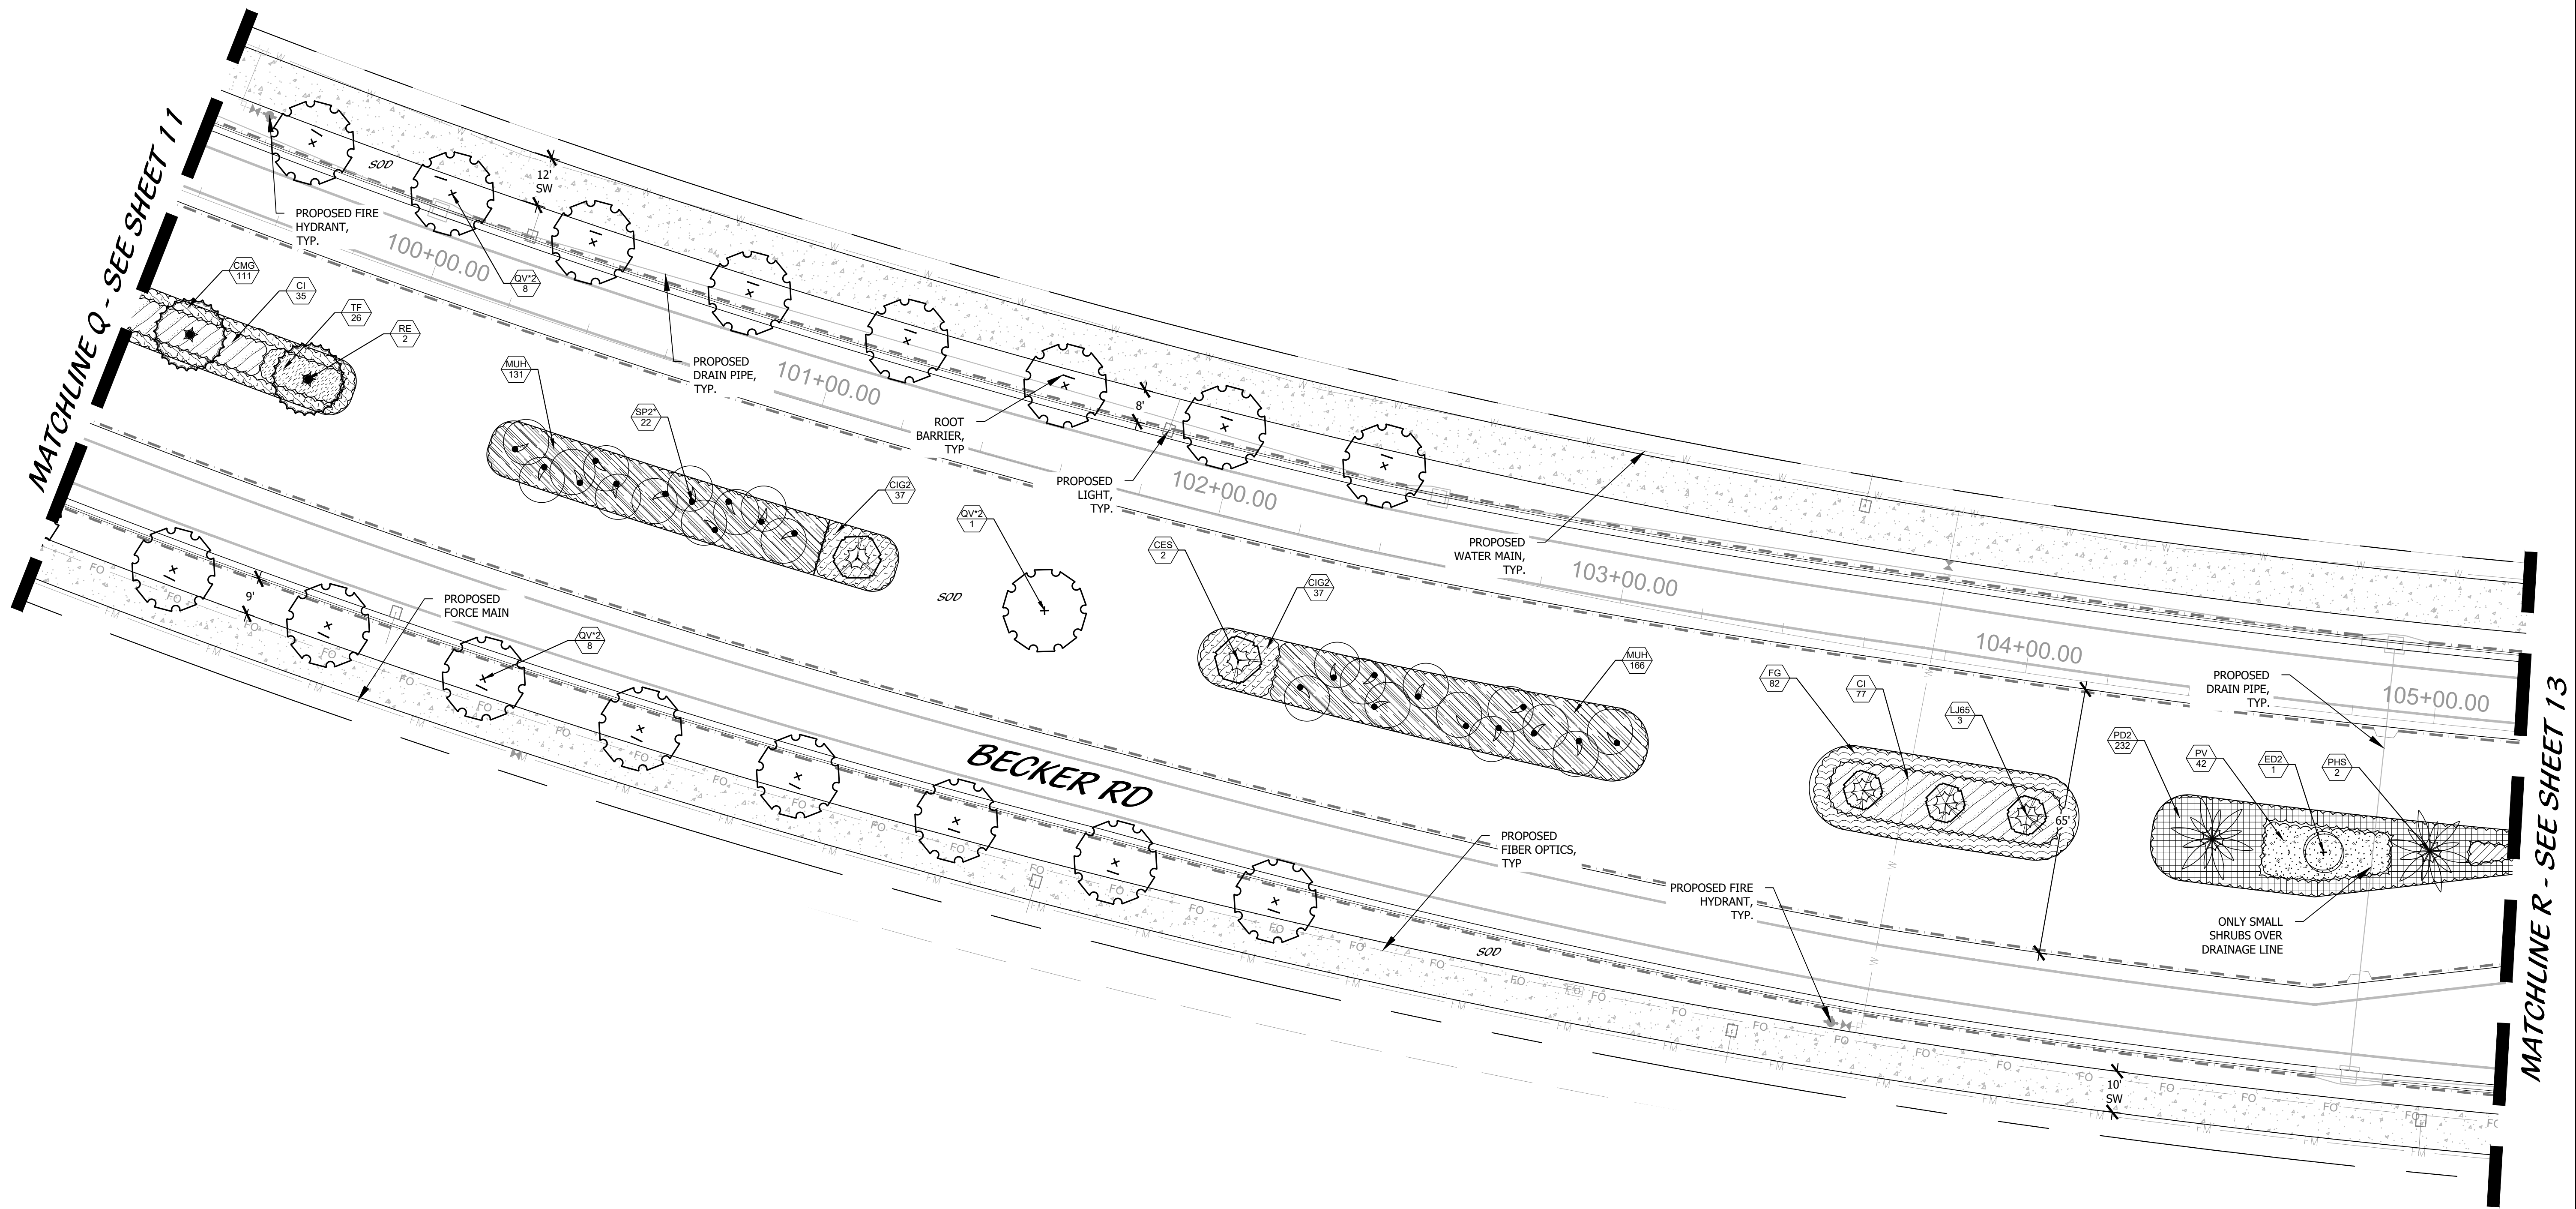 MATCHLINE Q - SEE SHEET 11
SOD
12'
SW
PROPOSED FIRE
HYDRANT,
TYP.
100+00.00
QV*2
8
CMG
111
CI
35
TF
26
RE
2
PROPOSED
DRAIN PIPE,
TYP.
101+00.00
MUH
131
SP2*
22
CIG2
37
ROOT
BARRIER,
TYP
8'
PROPOSED
LIGHT,
TYP.
102+00.00
QV*2
1
SOD
PROPOSED
WATER MAIN,
TYP.
103+00.00
CES
2
CIG2
37
MUH
166
104+00.00
FG
82
CI
77
LJ65
3
65'
PROPOSED
DRAIN PIPE,
TYP.
105+00.00
PD2
232
PV
42
ED2
1
PHS
2
ONLY SMALL
SHRUBS OVER
DRAINAGE LINE
9'
PROPOSED
FORCE MAIN
QV*2
8
BECKER RD
PROPOSED
FIBER OPTICS,
TYP
SOD
PROPOSED FIRE
HYDRANT,
TYP.
10'
SW
W
FO
FM
MATCHLINE R - SEE SHEET 13